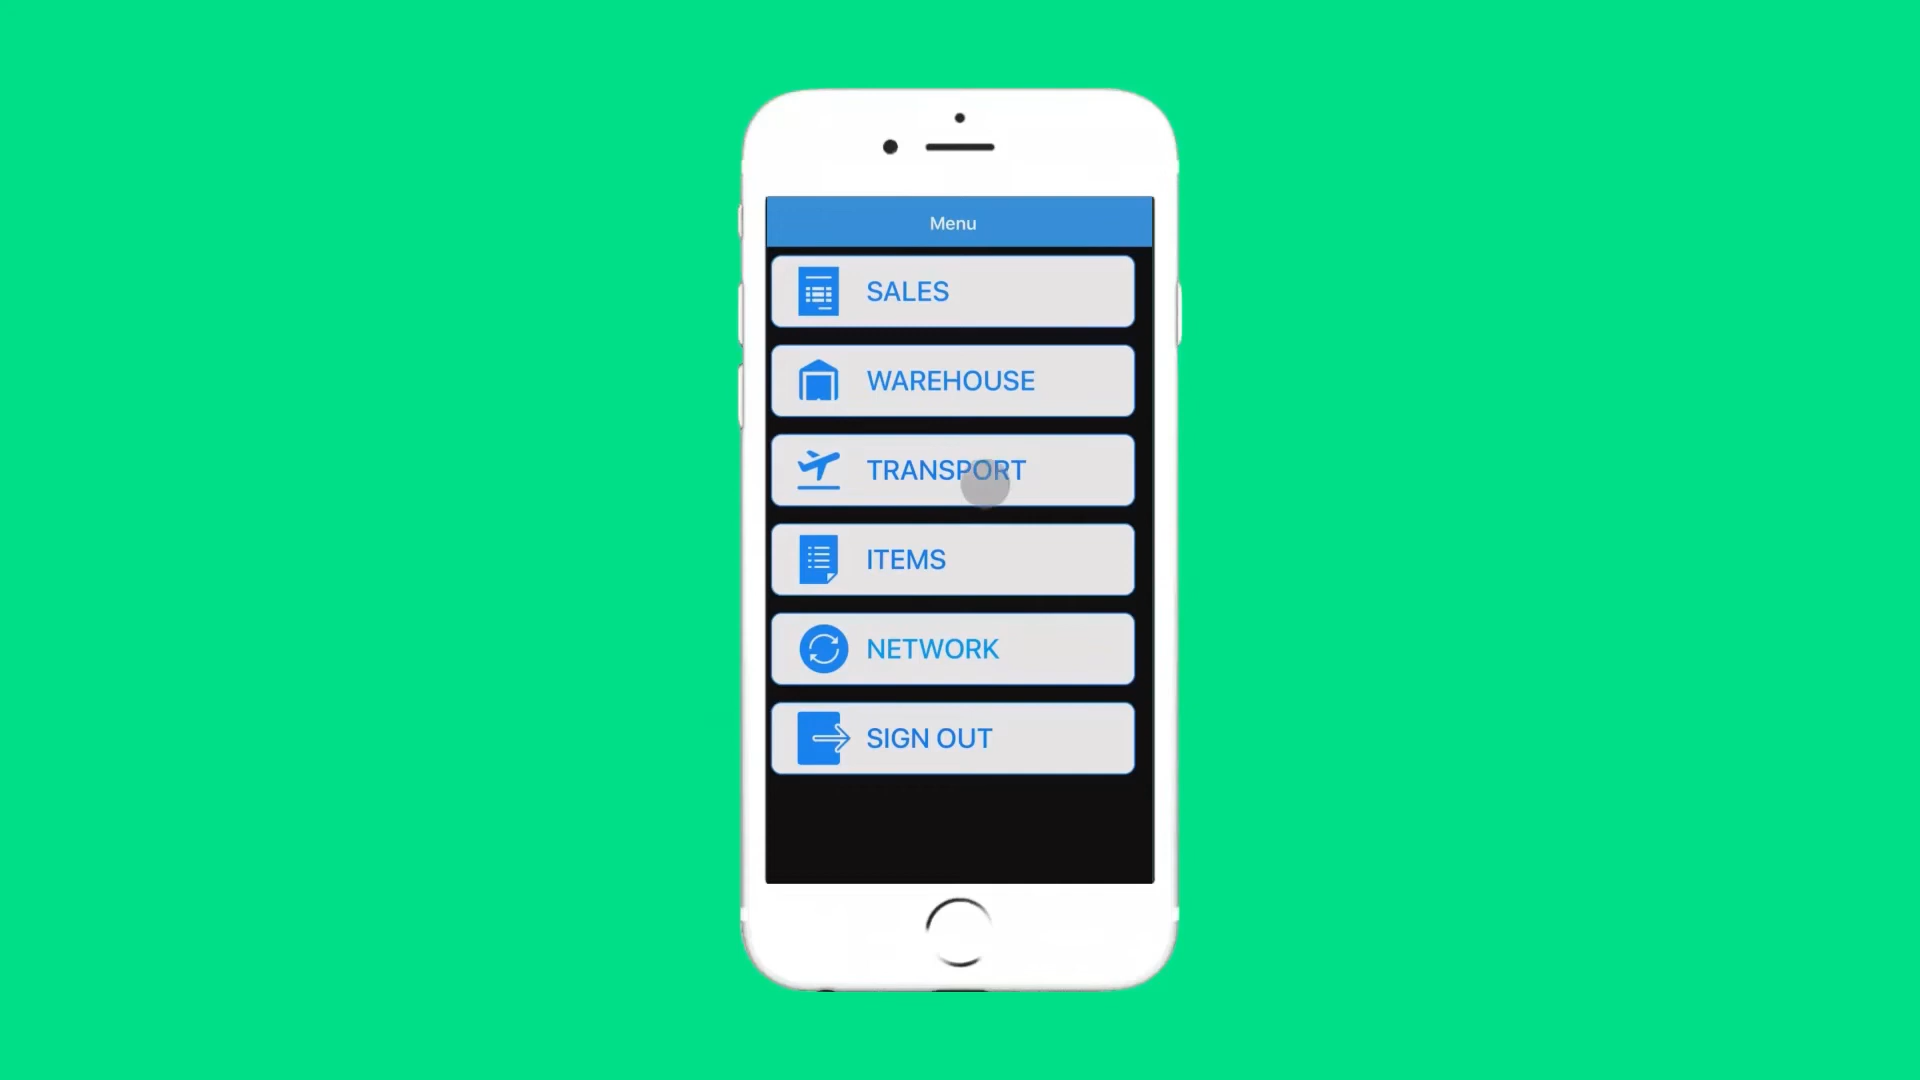 Menu
SALES
WAREHOUSE
TRANSPORT
ITEMS
NETWORK
SIGN OUT